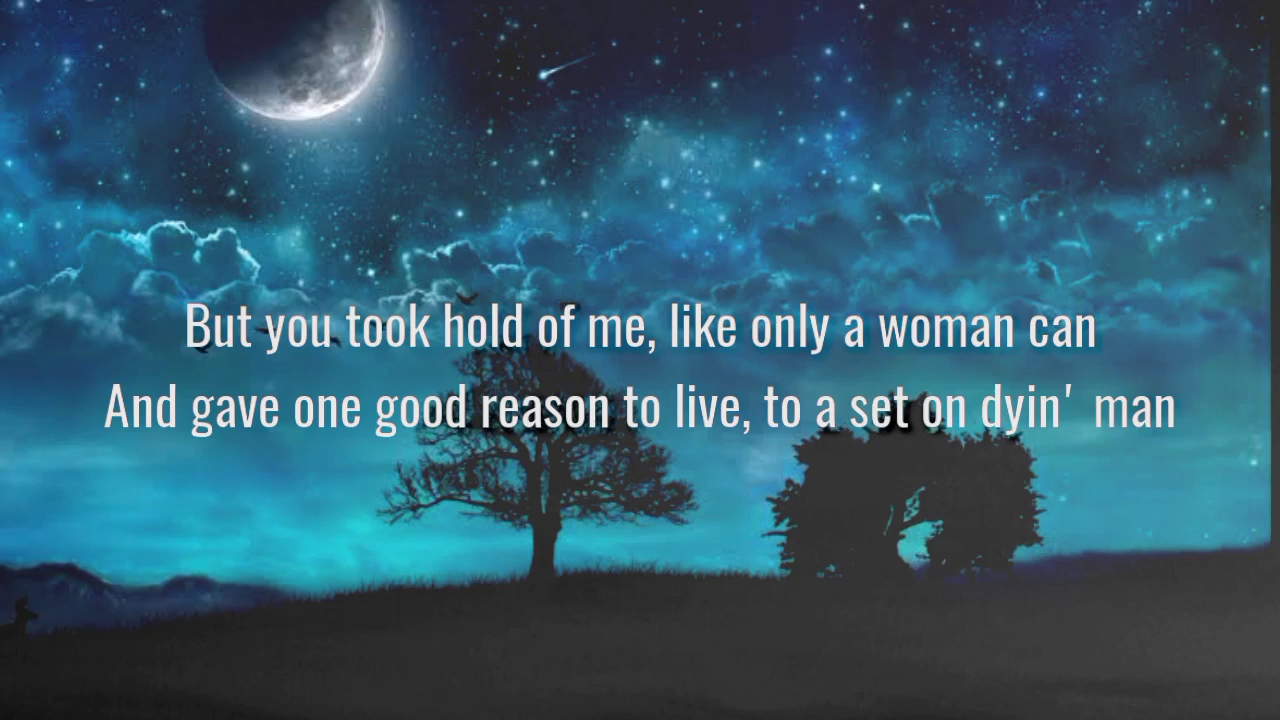 But you took hold of me, like only a woman can
And gave one good reason to live, to a set on dyin' man